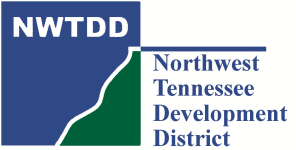 NWTDD
Northwest
Tennessee
Development
District